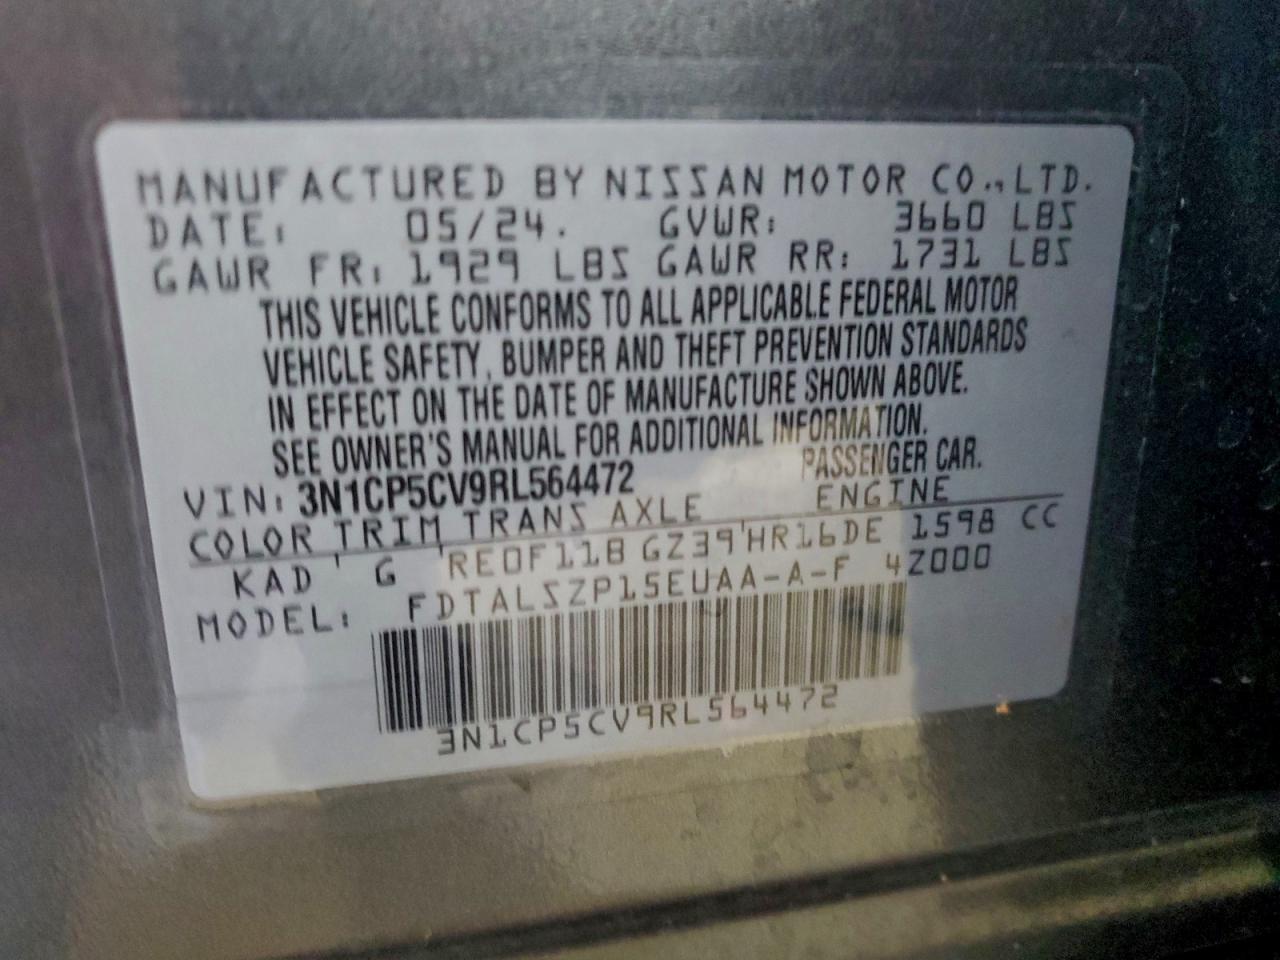 MANUFACTURED BY NISSAN MOTOR CO., LTD.
DATE: 05/24. GVWR: 3660 LBS
GAWR FR: 1929 LBS GAWR RR: 1731 LBS
THIS VEHICLE CONFORMS TO ALL APPLICABLE FEDERAL MOTOR
VEHICLE SAFETY, BUMPER AND THEFT PREVENTION STANDARDS
IN EFFECT ON THE DATE OF MANUFACTURE SHOWN ABOVE.
SEE OWNER'S MANUAL FOR ADDITIONAL INFORMATION.
VIN: 3N1CP5CV9RL564472 PASSENGER CAR.
COLOR TRIM TRANS AXLE ENGINE
KAD G RE0F11B GZ39 HR16DE 1598 CC
MODEL: FDTALSZP15EUAA-A-F 4Z000
3N1CP5CV9RL564472